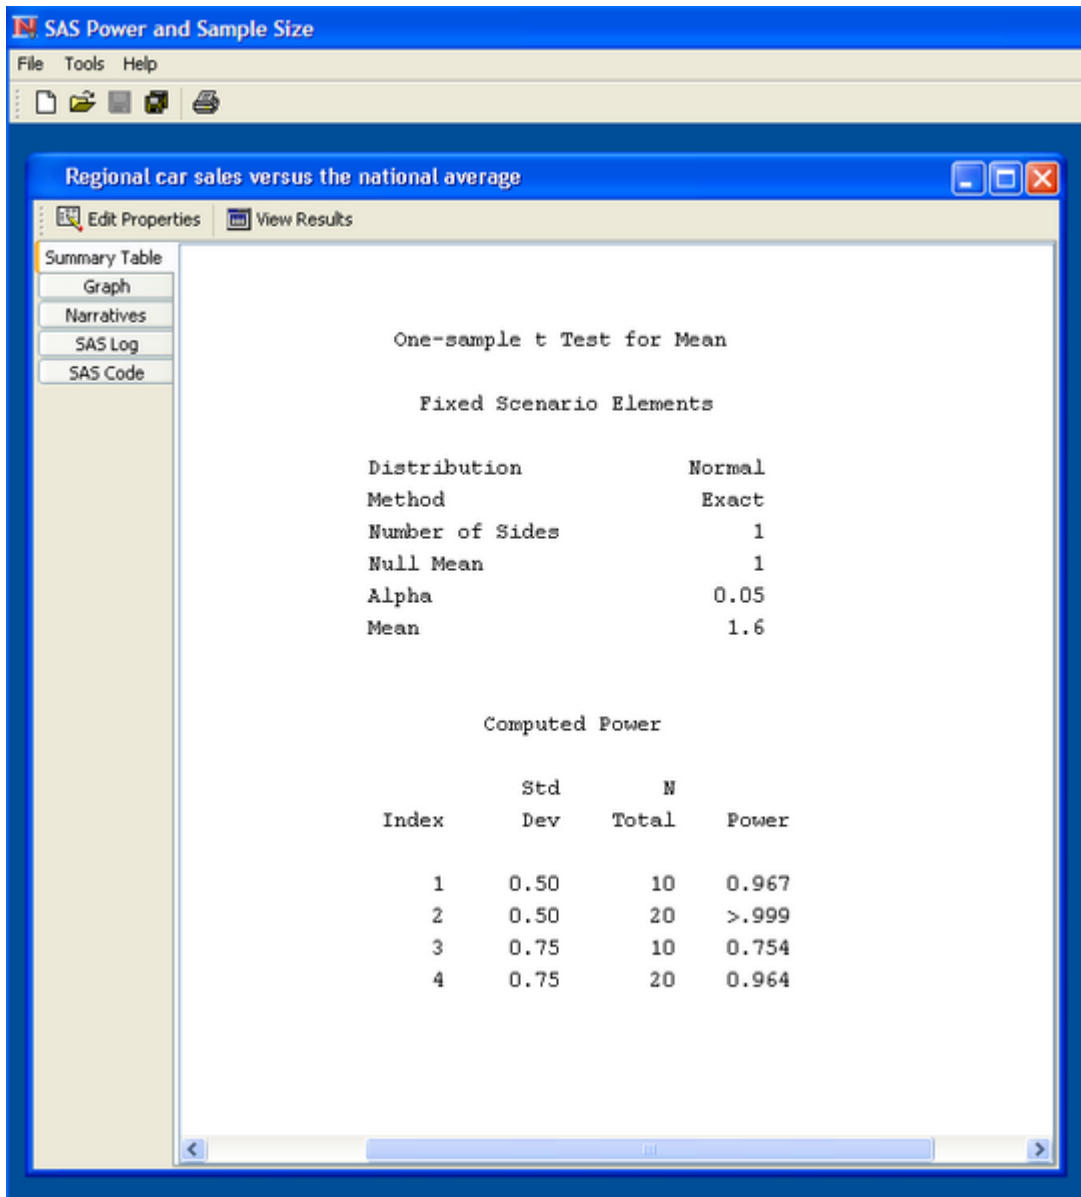 SAS Power and Sample Size
File Tools Help
Regional car sales versus the national average
Edit Properties View Results
Summary Table
Graph
Narratives
SAS Log
SAS Code
One-sample t Test for Mean
Fixed Scenario Elements
Distribution Normal
Method Exact
Number of Sides 1
Null Mean 1
Alpha 0.05
Mean 1.6
Computed Power
Std N
Index Dev Total Power
1 0.50 10 0.967
2 0.50 20 >.999
3 0.75 10 0.754
4 0.75 20 0.964